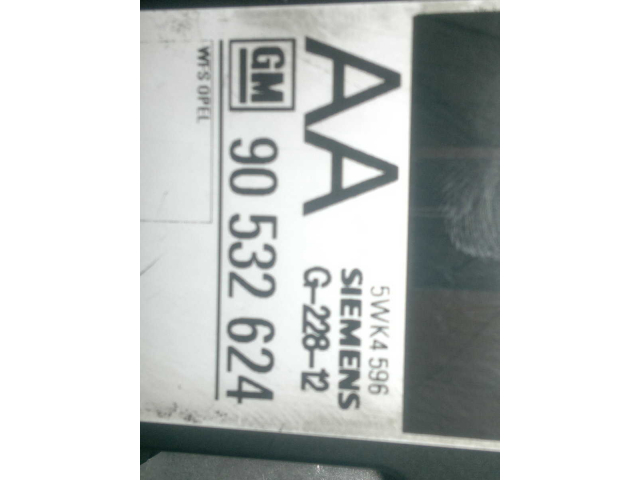 5WK4 596
SIEMENS
AA
G-228-12
GM
90 532 624
WFS OPEL